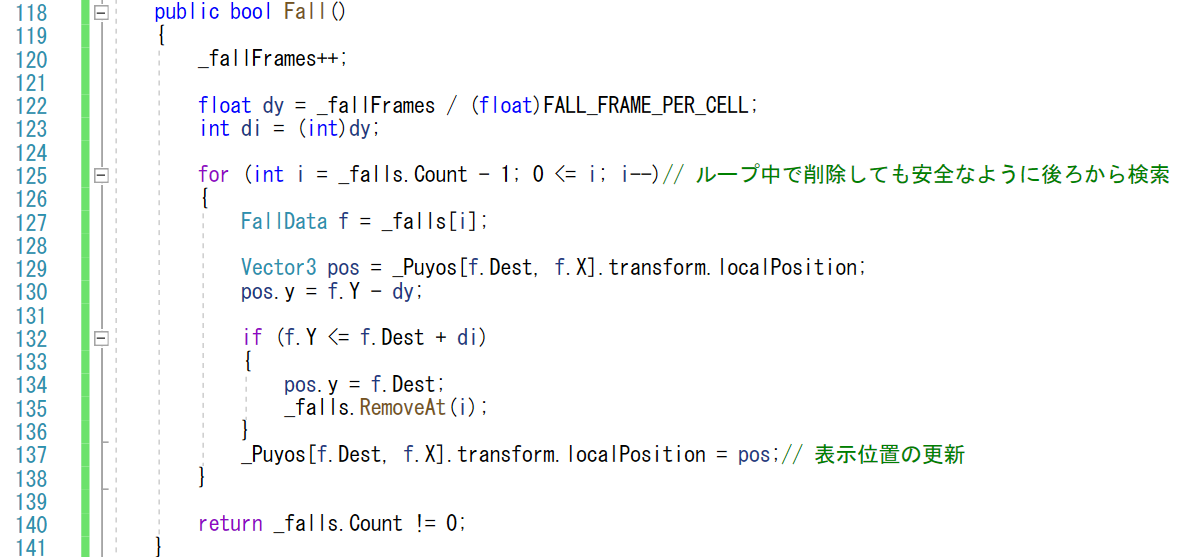 118 public bool Fall()
119 {
120 _fallFrames++;
121
122 float dy = _fallFrames / (float)FALL_FRAME_PER_CELL;
123 int di = (int)dy;
124
125 for (int i = _falls.Count - 1; 0 <= i; i--)// ループ中で削除しても安全なように後ろから検索
126 {
127 FallData f = _falls[i];
128
129 Vector3 pos = _Puyos[f.Dest, f.X].transform.localPosition;
130 pos.y = f.Y - dy;
131
132 if (f.Y <= f.Dest + di)
133 {
134 pos.y = f.Dest;
135 _falls.RemoveAt(i);
136 }
137 _Puyos[f.Dest, f.X].transform.localPosition = pos;// 表示位置の更新
138 }
139
140 return _falls.Count != 0;
141 }